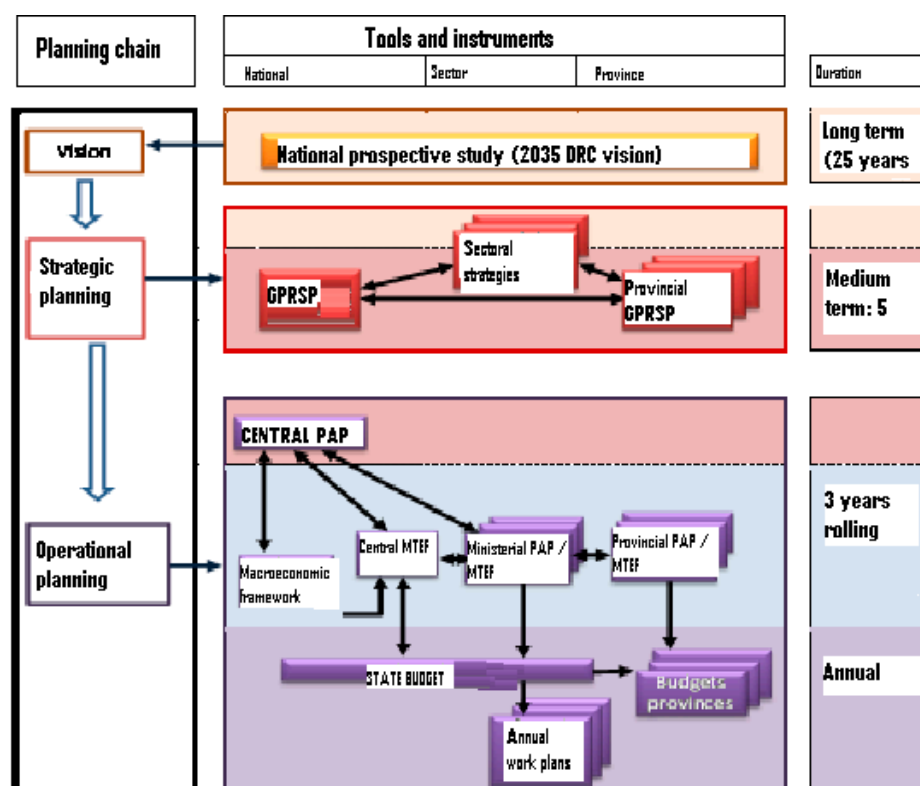 Planning chain
Tools and instruments
National
Sector
Province
Duration
Vision
National prospective study (2035 DRC vision)
Long term
(25 years
Strategic
planning
GPRSP
Sectoral
strategies
Provincial
GPRSP
Medium
term: 5
CENTRAL PAP
Operational
planning
Macroeconomic
framework
Central MTEF
Ministerial PAP /
MTEF
Provincial PAP /
MTEF
3 years
rolling
STATE BUDGET
Budgets
provinces
Annual
work plans
Annual